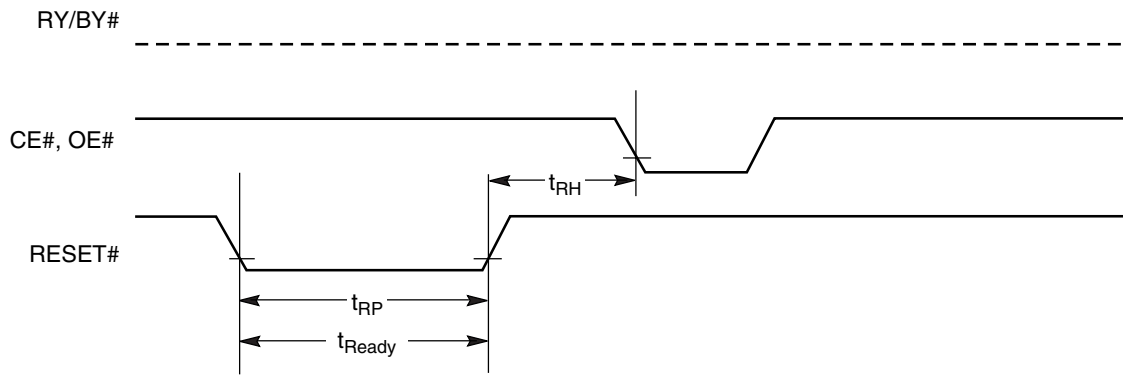 RY/BY#
CE#, OE#
tRH
RESET#
tRP
tReady